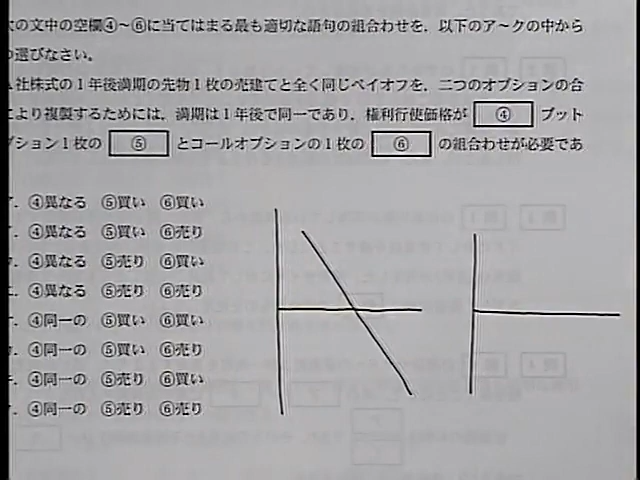 の文中の空欄④~⑥に当てはまる最も適切な語句の組合わせを,以下のア~クの中から
選びなさい。
社株式の1年後満期の先物1枚の売建てと全く同じペイオフを,二つのオプションの合
により複製するためには,満期は1年後で同一であり,権利行使価格が ④ プット
プション1枚の ⑤ とコールオプションの1枚の ⑥ の組合わせが必要であ
④異なる ⑤買い ⑥買い
④異なる ⑤買い ⑥売り
④異なる ⑤売り ⑥買い
④異なる ⑤売り ⑥売り
④同一の ⑤買い ⑥買い
④同一の ⑤買い ⑥売り
④同一の ⑤売り ⑥買い
④同一の ⑤売り ⑥売り